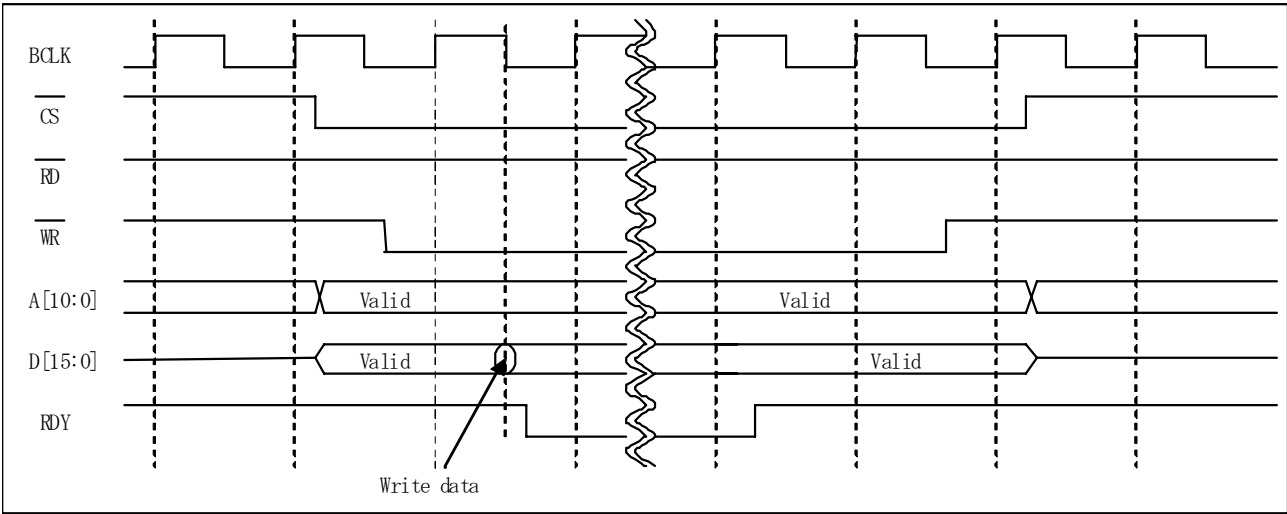 BCLK
CS
RD
WR
A[10:0] Valid Valid
D[15:0] Valid Valid
RDY
Write data